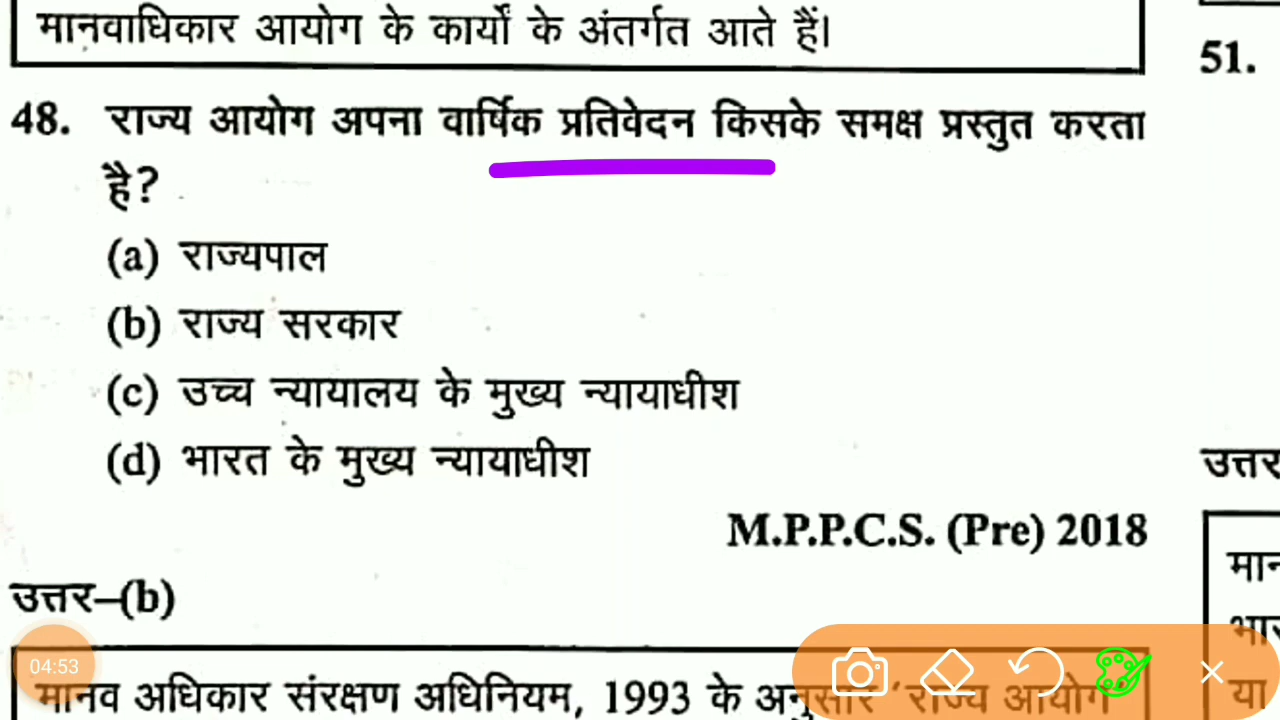 मानवाधिकार आयोग के कार्यों के अंतर्गत आते हैं।
48. राज्य आयोग अपना वार्षिक प्रतिवेदन किसके समक्ष प्रस्तुत करता
है?
(a) राज्यपाल
(b) राज्य सरकार
(c) उच्च न्यायालय के मुख्य न्यायाधीश
(d) भारत के मुख्य न्यायाधीश
M.P.P.C.S. (Pre) 2018
उत्तर–(b)
मानव अधिकार संरक्षण अधिनियम, 1993 के अनुसार ‘राज्य आयोग
51.
उत्तर
या
04:53